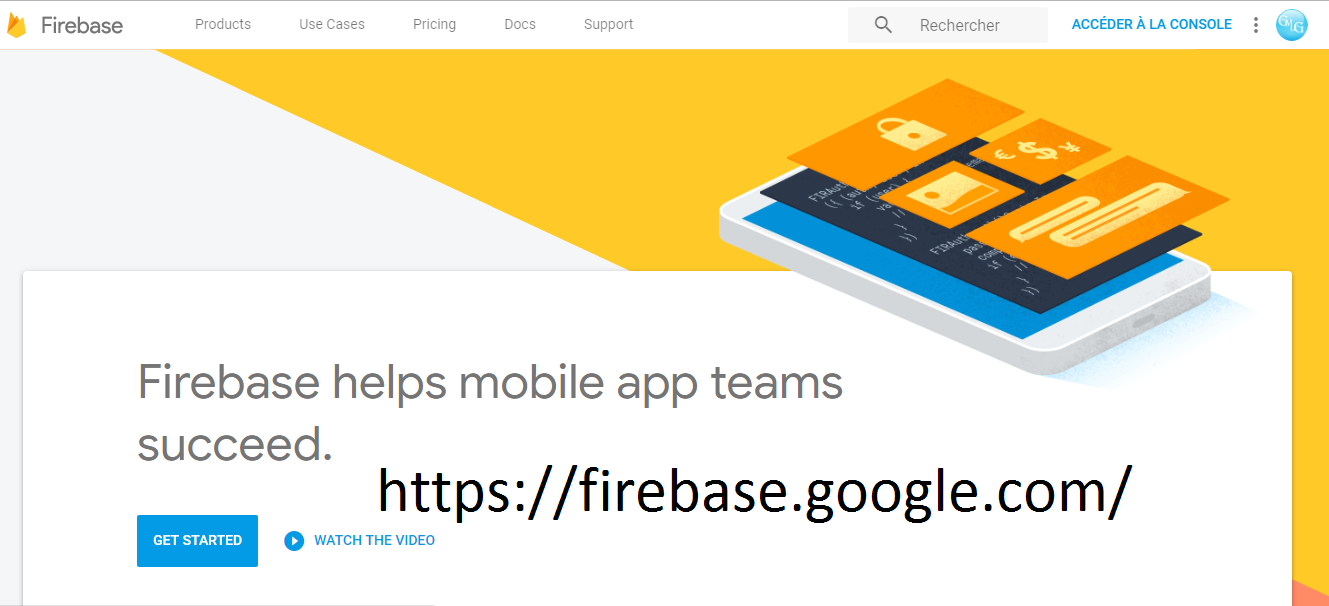 Firebase Products Use Cases Pricing Docs Support Rechercher ACCÉDER À LA CONSOLE
Firebase helps mobile app teams
succeed.
https://firebase.google.com/
GET STARTED WATCH THE VIDEO